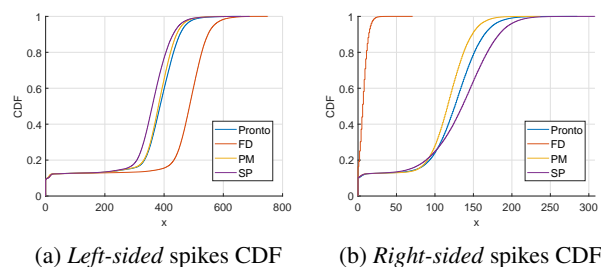 1
0.8
0.6
0.4
0.2
0
CDF
0 200 400 600 800
x
Pronto
FD
PM
SP
1
0.8
0.6
0.4
0.2
0
CDF
0 50 100 150 200 250 300
x
Pronto
FD
PM
SP
(a) Left-sided spikes CDF
(b) Right-sided spikes CDF